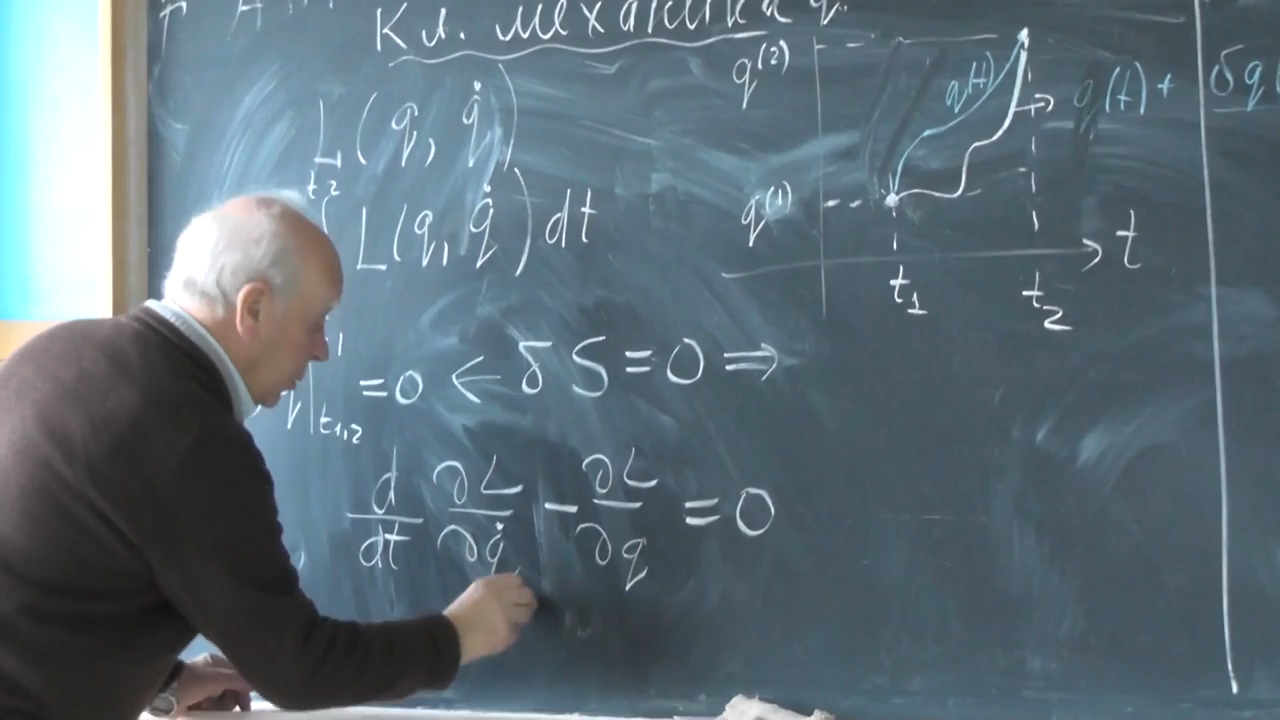 Кл. механика
L(q, q̇)
t₂
∫ L(q, q̇) dt
q|t₁,₂ = 0 ← δS = 0 ⇒
d/dt ∂L/∂q̇ − ∂L/∂q = 0
q⁽²⁾
q(t)
q(t) + δq(
q⁽¹⁾
t
t₁ t₂